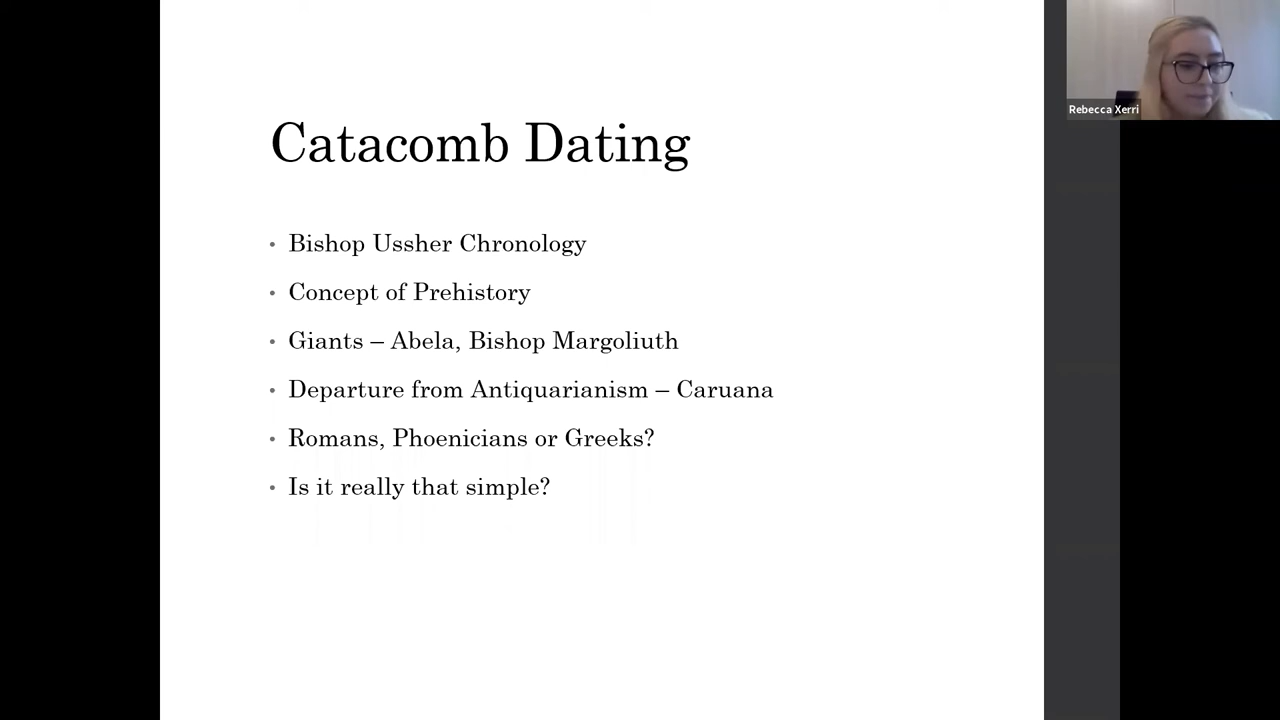 Catacomb Dating
• Bishop Ussher Chronology
• Concept of Prehistory
• Giants – Abela, Bishop Margoliuth
• Departure from Antiquarianism – Caruana
• Romans, Phoenicians or Greeks?
• Is it really that simple?
Rebecca Xerri